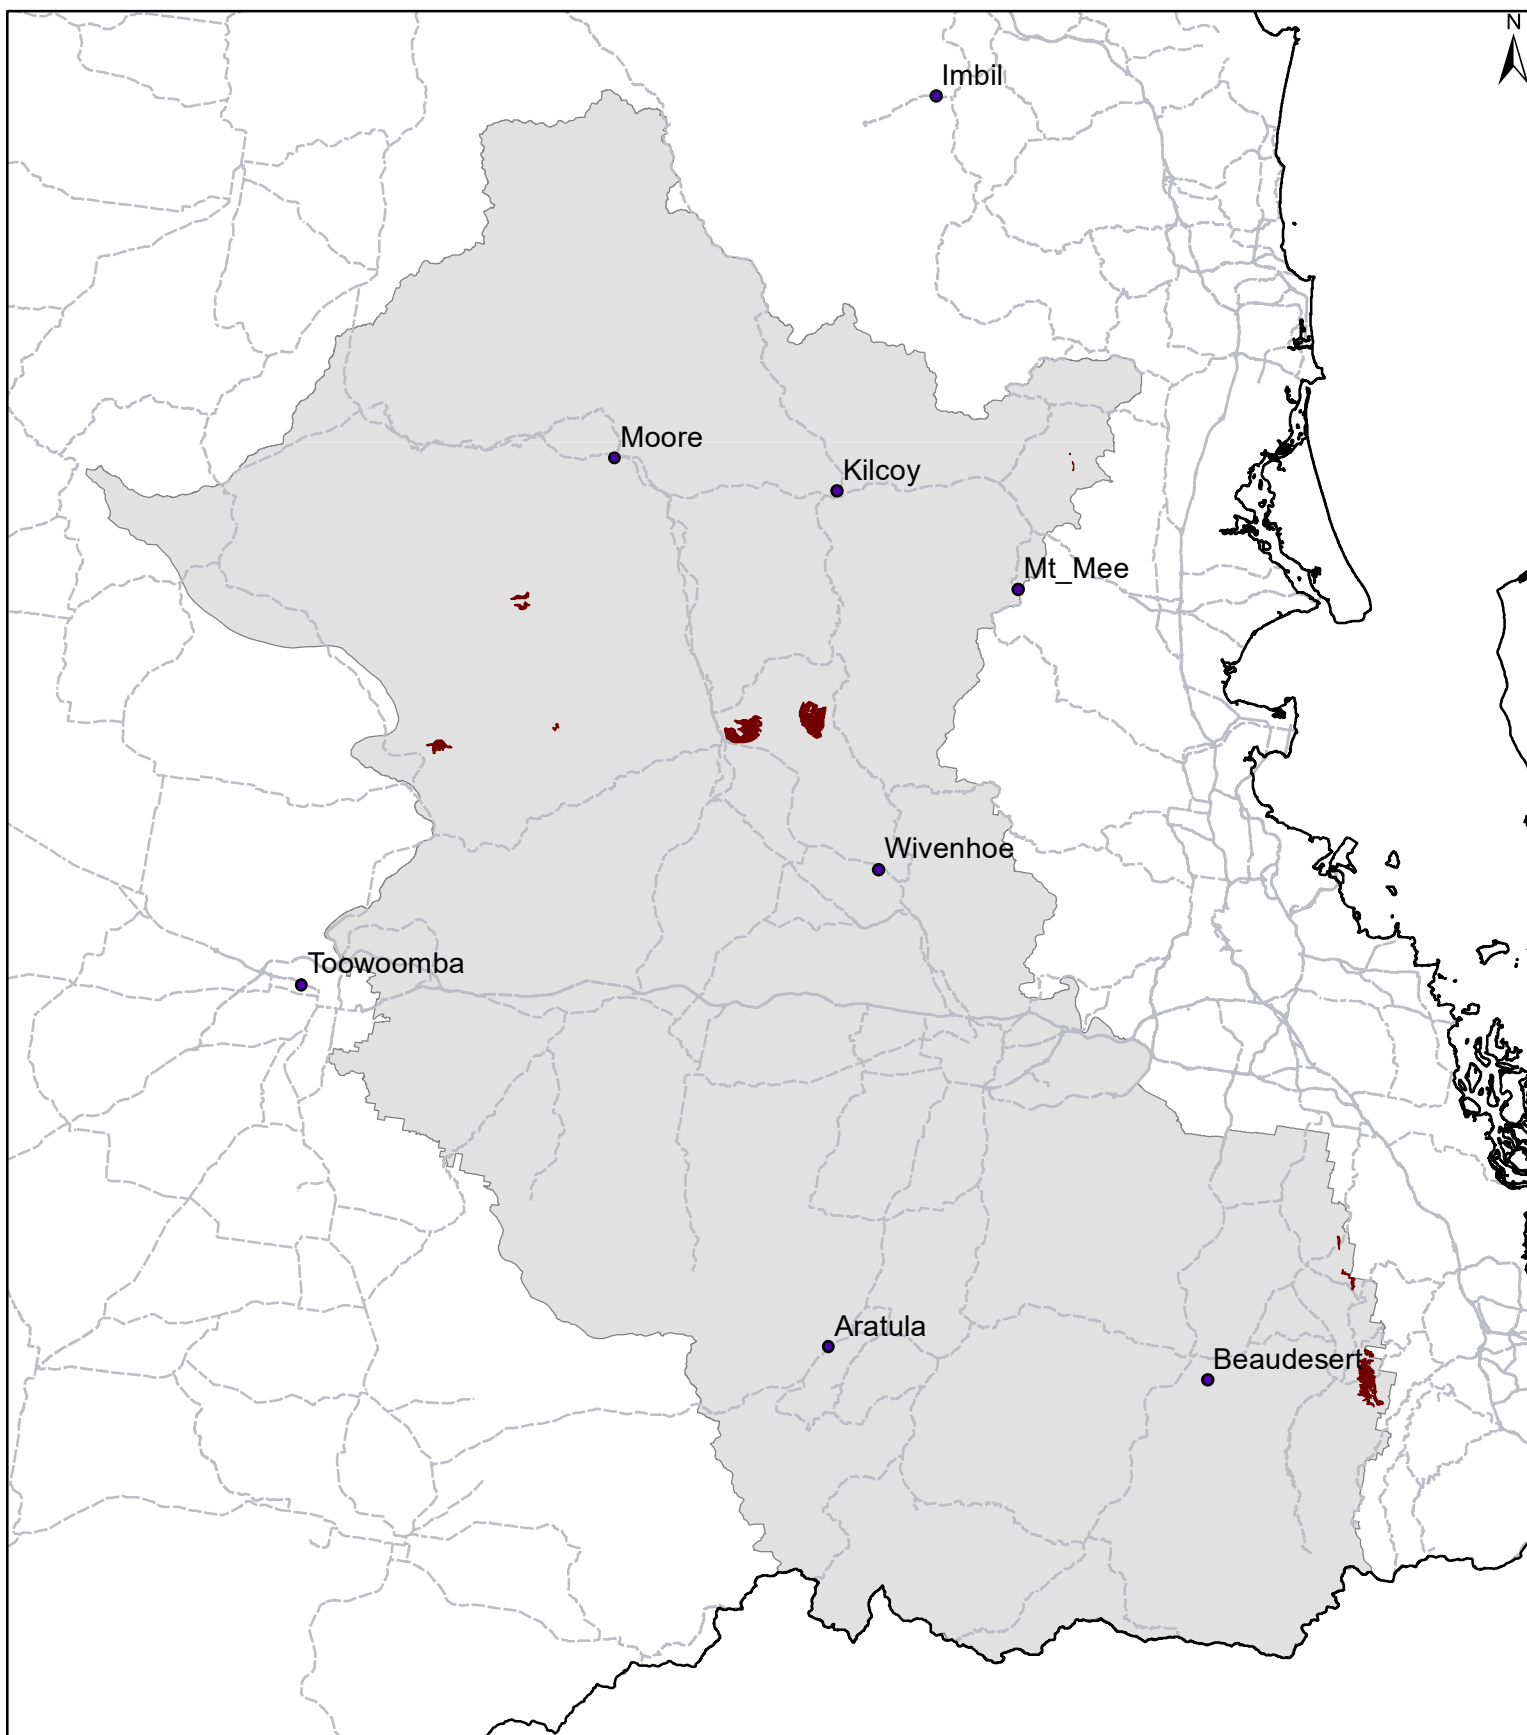 N
Imbil
Moore
Kilcoy
Mt_Mee
Wivenhoe
Toowoomba
Aratula
Beaudesert